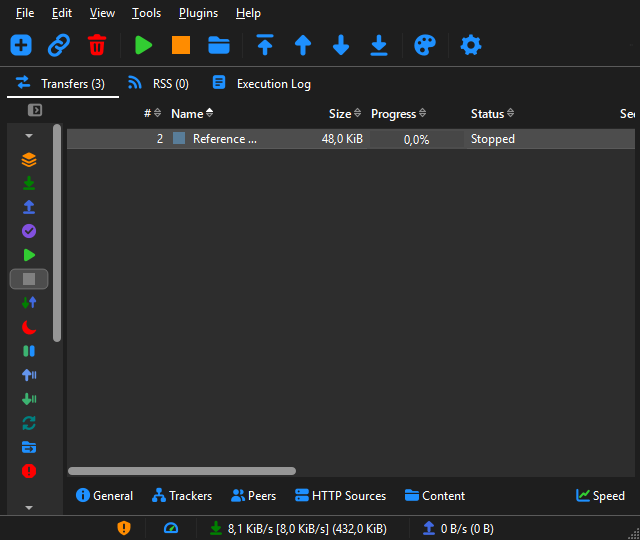 File Edit View Tools Plugins Help
Transfers (3) RSS (0) Execution Log
# Name Size Progress Status See
2 Reference ... 48,0 KiB 0,0% Stopped
General Trackers Peers HTTP Sources Content Speed
8,1 KiB/s [8,0 KiB/s] (432,0 KiB) 0 B/s (0 B)